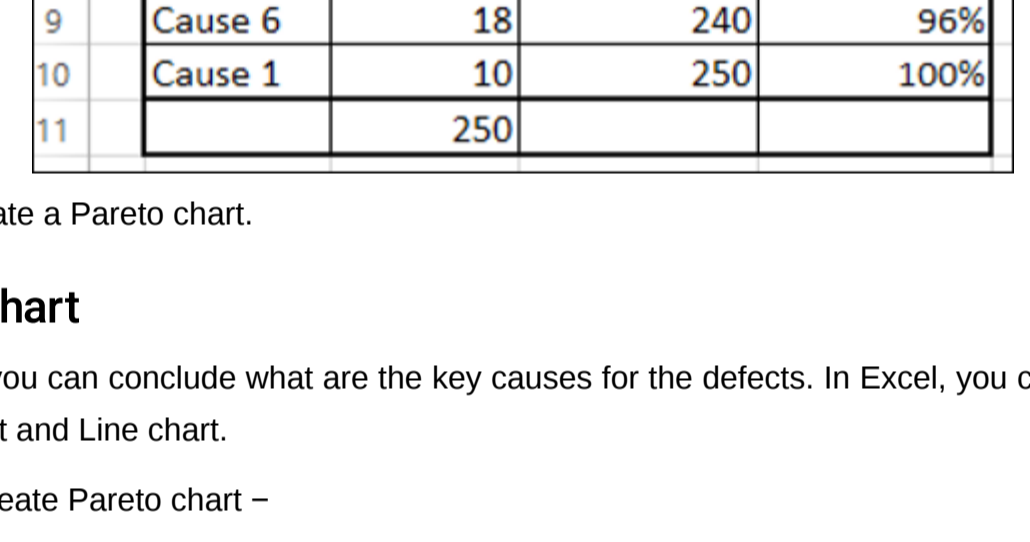 9 Cause 6 18 240 96%
10 Cause 1 10 250 100%
11 250
ate a Pareto chart.
hart
you can conclude what are the key causes for the defects. In Excel, you c
t and Line chart.
eate Pareto chart –